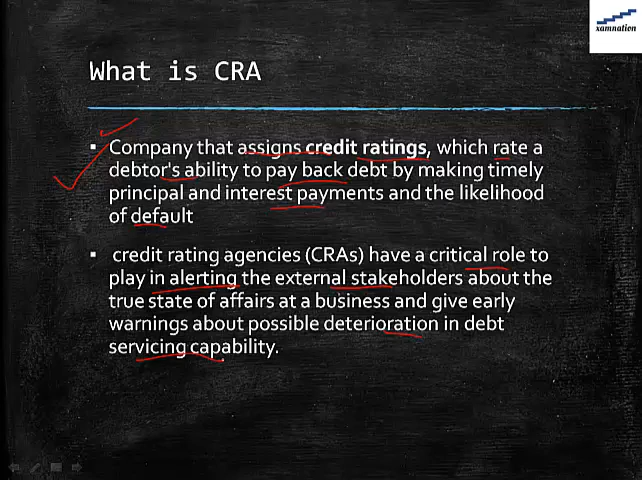 xamnation
What is CRA
▪ Company that assigns credit ratings, which rate a
debtor's ability to pay back debt by making timely
principal and interest payments and the likelihood
of default
▪ credit rating agencies (CRAs) have a critical role to
play in alerting the external stakeholders about the
true state of affairs at a business and give early
warnings about possible deterioration in debt
servicing capability.